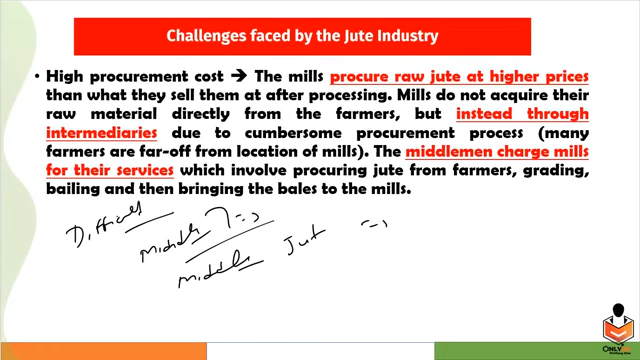 Challenges faced by the Jute Industry
• High procurement cost ➔ The mills procure raw jute at higher prices
than what they sell them at after processing. Mills do not acquire their
raw material directly from the farmers, but instead through
intermediaries due to cumbersome procurement process (many
farmers are far-off from location of mills). The middlemen charge mills
for their services which involve procuring jute from farmers, grading,
bailing and then bringing the bales to the mills.
Difficul
Middle
Middle Jut
ONLY